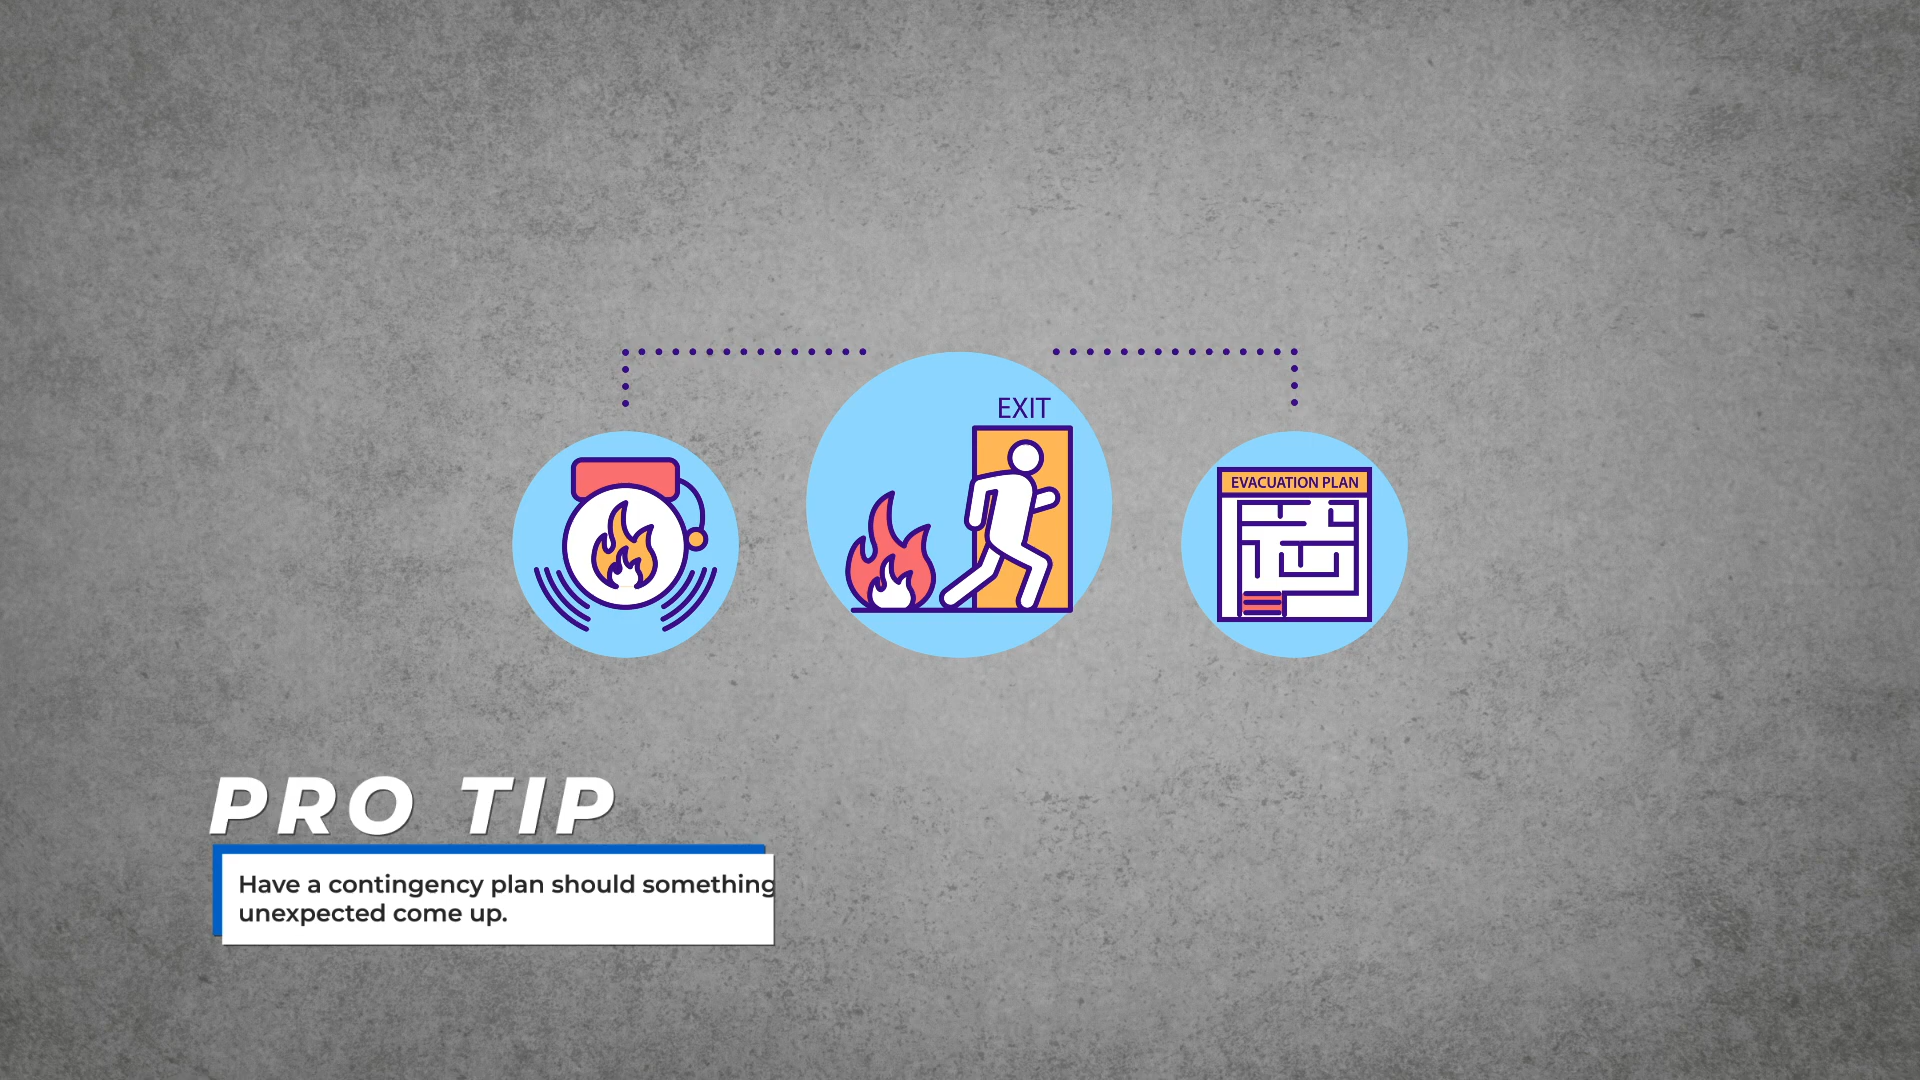 EXIT
EVACUATION PLAN
PRO TIP
Have a contingency plan should something
unexpected come up.